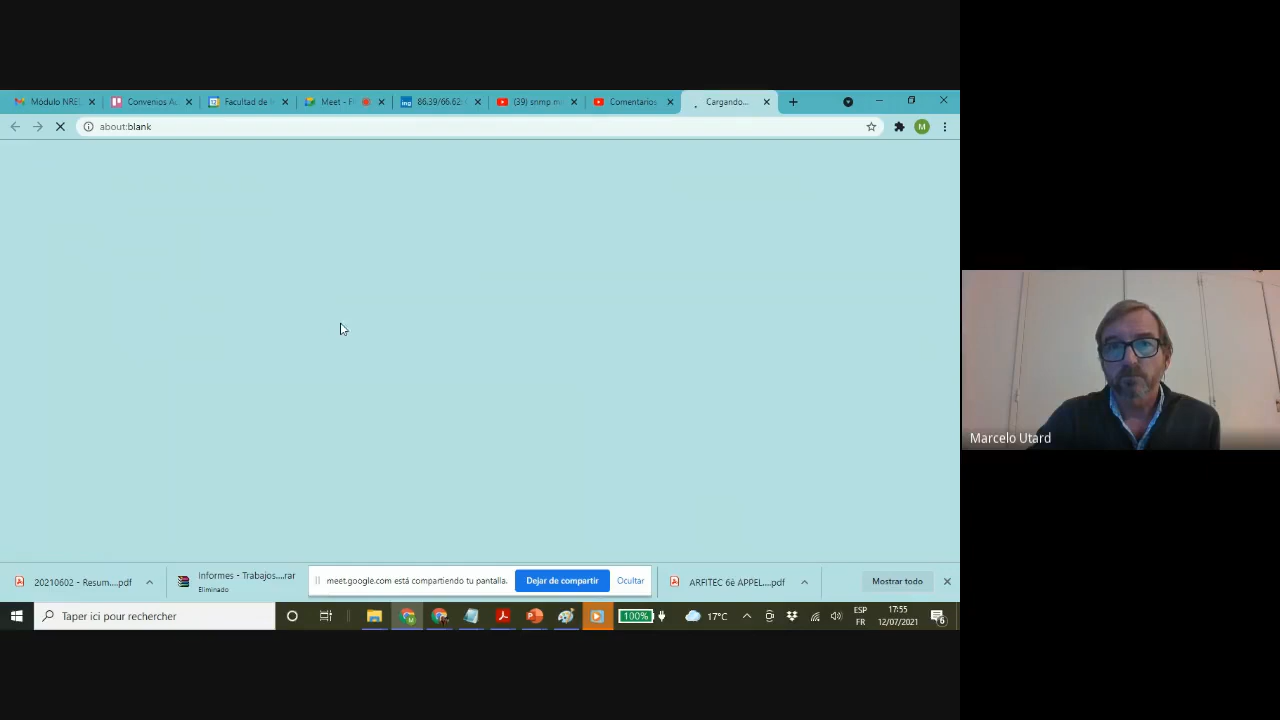 Módulo NRE
Convenios Ac
Facultad de I
Meet - F
86.39/66.62:
(39) snmp m
Comentarios
Cargando...
about:blank
M
20210602 - Resum....pdf
Informes - Trabajos....rar
Eliminado
meet.google.com está compartiendo tu pantalla.
Dejar de compartir
Ocultar
ARFITEC 6è APPEL....pdf
Mostrar todo
Taper ici pour rechercher
100%
17°C
ESP
FR
17:55
12/07/2021
6
Marcelo Utard